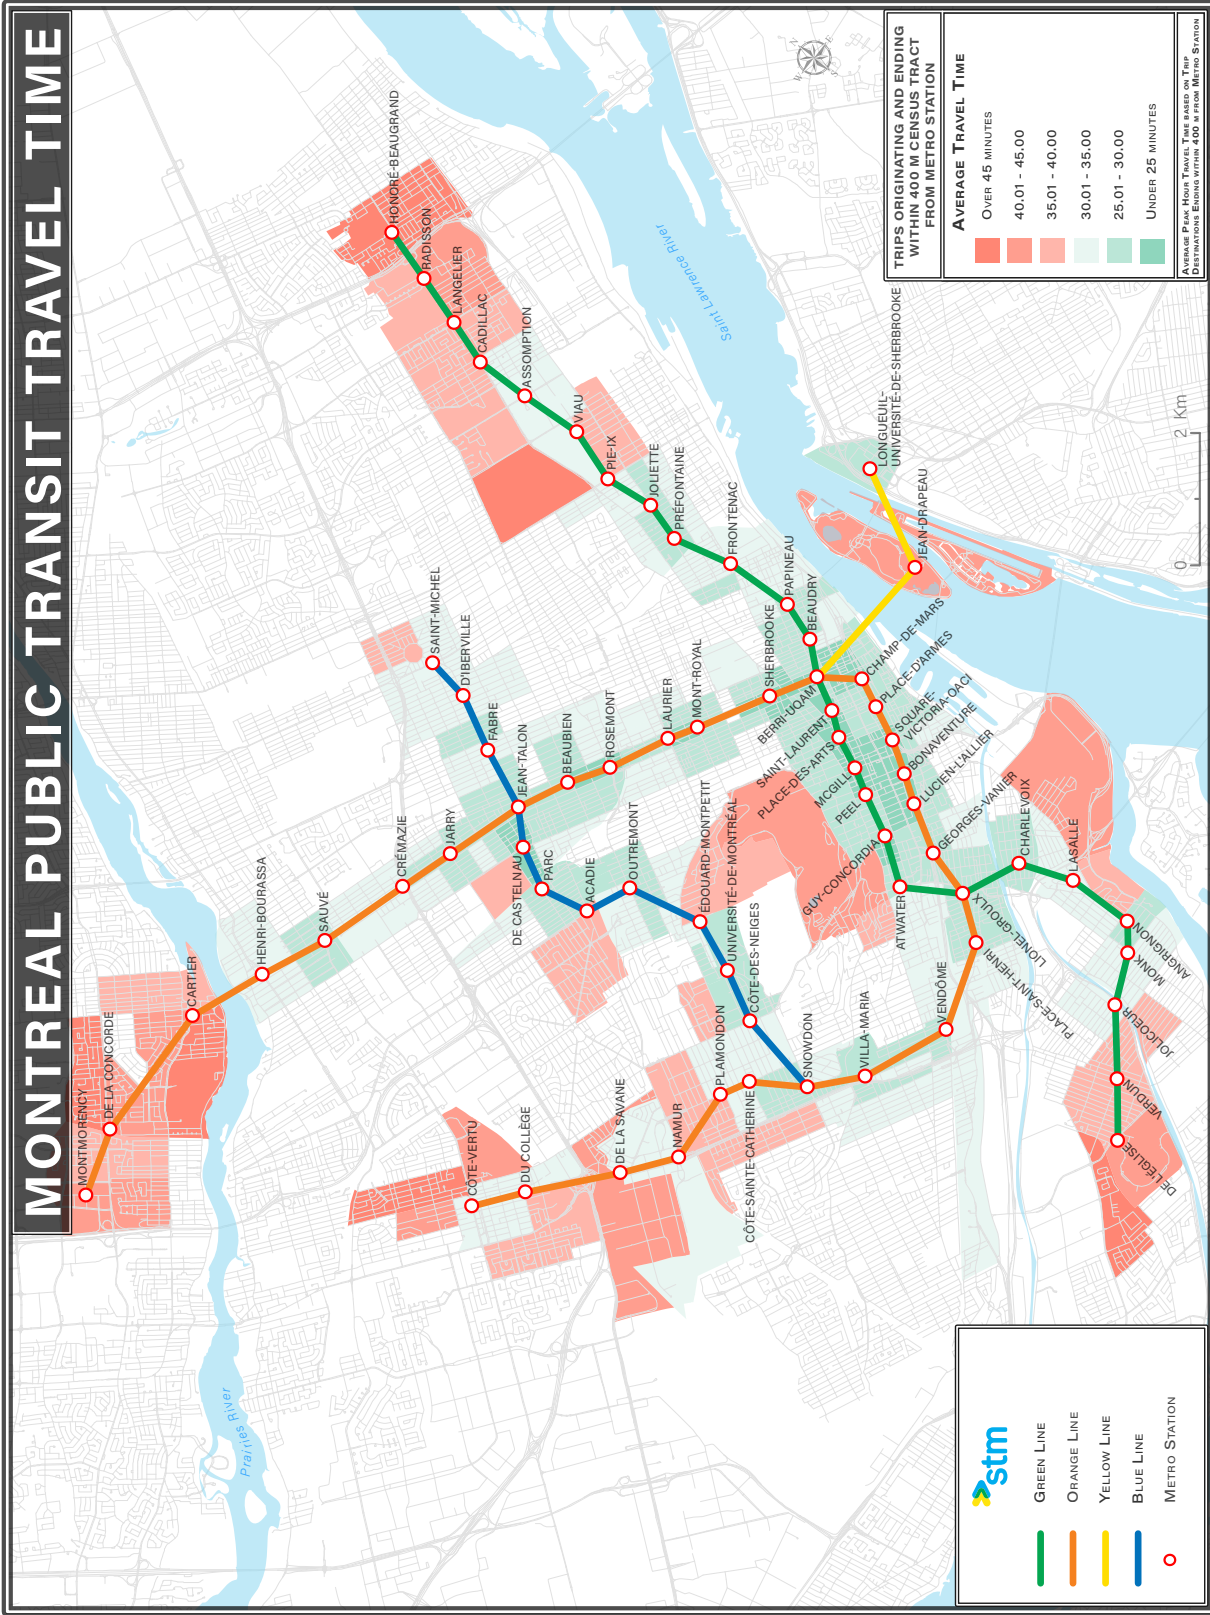 MONTREAL PUBLIC TRANSIT TRAVEL TIME
MONTMORENCY
DE LA CONCORDE
CARTIER
HENRI-BOURASSA
SAUVÉ
CRÉMAZIE
JARRY
JEAN-TALON
BEAUBIEN
ROSEMONT
LAURIER
MONT-ROYAL
SHERBROOKE
BERRI-UQAM
CHAMP-DE-MARS
PLACE-D'ARMES
SQUARE-
VICTORIA-OACI
BONAVENTURE
LUCIEN-L'ALLIER
GEORGES-VANIER
LIONEL-GROULX
PLACE-SAINT-HENRI
VENDÔME
VILLA-MARIA
SNOWDON
CÔTE-SAINTE-CATHERINE
PLAMONDON
NAMUR
DE LA SAVANE
DU COLLÈGE
CÔTE-VERTU
SAINT-MICHEL
D'IBERVILLE
FABRE
DE CASTELNAU
PARC
ACADIE
OUTREMONT
ÉDOUARD-MONTPETIT
UNIVERSITÉ-DE-MONTRÉAL
CÔTE-DES-NEIGES
HONORÉ-BEAUGRAND
RADISSON
LANGELIER
CADILLAC
ASSOMPTION
VIAU
PIE-IX
JOLIETTE
PRÉFONTAINE
FRONTENAC
PAPINEAU
BEAUDRY
SAINT-LAURENT
PLACE-DES-ARTS
MCGILL
PEEL
GUY-CONCORDIA
ATWATER
CHARLEVOIX
LASALLE
ANGRIGNON
MONK
JOLICOEUR
VERDUN
DE L'ÉGLISE
JEAN-DRAPEAU
LONGUEUIL-
UNIVERSITÉ-DE-SHERBROOKE
Prairies River
Saint Lawrence River
N
E
S
W
0
2 Km
TRIPS ORIGINATING AND ENDING
WITHIN 400 M CENSUS TRACT
FROM METRO STATION
AVERAGE TRAVEL TIME
OVER 45 MINUTES
40.01 - 45.00
35.01 - 40.00
30.01 - 35.00
25.01 - 30.00
UNDER 25 MINUTES
AVERAGE PEAK HOUR TRAVEL TIME BASED ON TRIP
DESTINATIONS ENDING WITHIN 400 M FROM METRO STATION
stm
GREEN LINE
ORANGE LINE
YELLOW LINE
BLUE LINE
METRO STATION